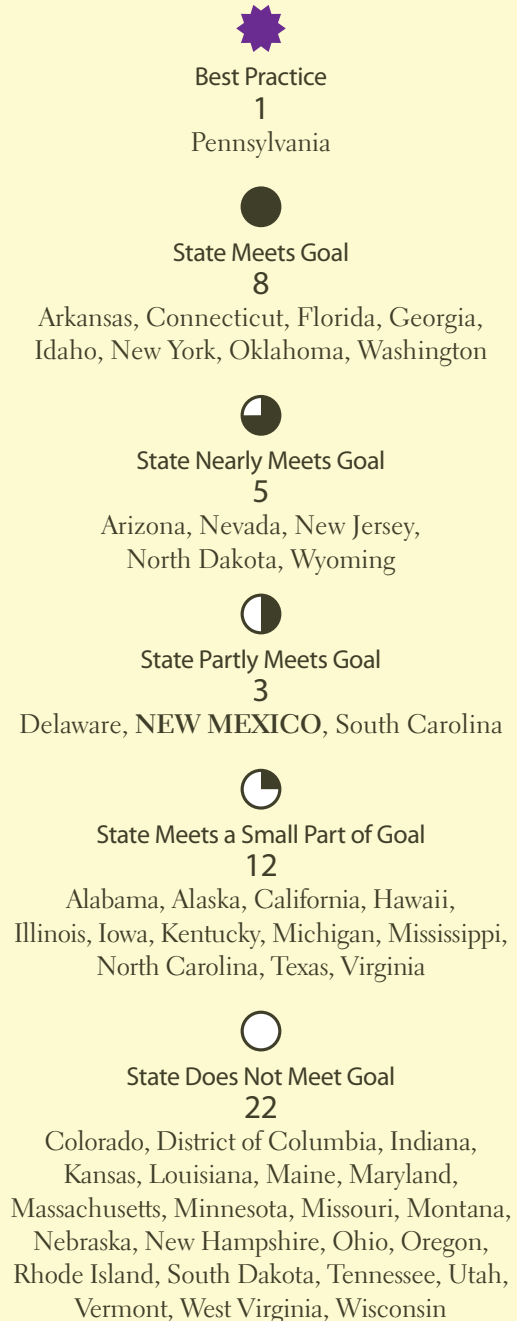 Best Practice
1
Pennsylvania
State Meets Goal
8
Arkansas, Connecticut, Florida, Georgia,
Idaho, New York, Oklahoma, Washington
State Nearly Meets Goal
5
Arizona, Nevada, New Jersey,
North Dakota, Wyoming
State Partly Meets Goal
3
Delaware, NEW MEXICO, South Carolina
State Meets a Small Part of Goal
12
Alabama, Alaska, California, Hawaii,
Illinois, Iowa, Kentucky, Michigan, Mississippi,
North Carolina, Texas, Virginia
State Does Not Meet Goal
22
Colorado, District of Columbia, Indiana,
Kansas, Louisiana, Maine, Maryland,
Massachusetts, Minnesota, Missouri, Montana,
Nebraska, New Hampshire, Ohio, Oregon,
Rhode Island, South Dakota, Tennessee, Utah,
Vermont, West Virginia, Wisconsin